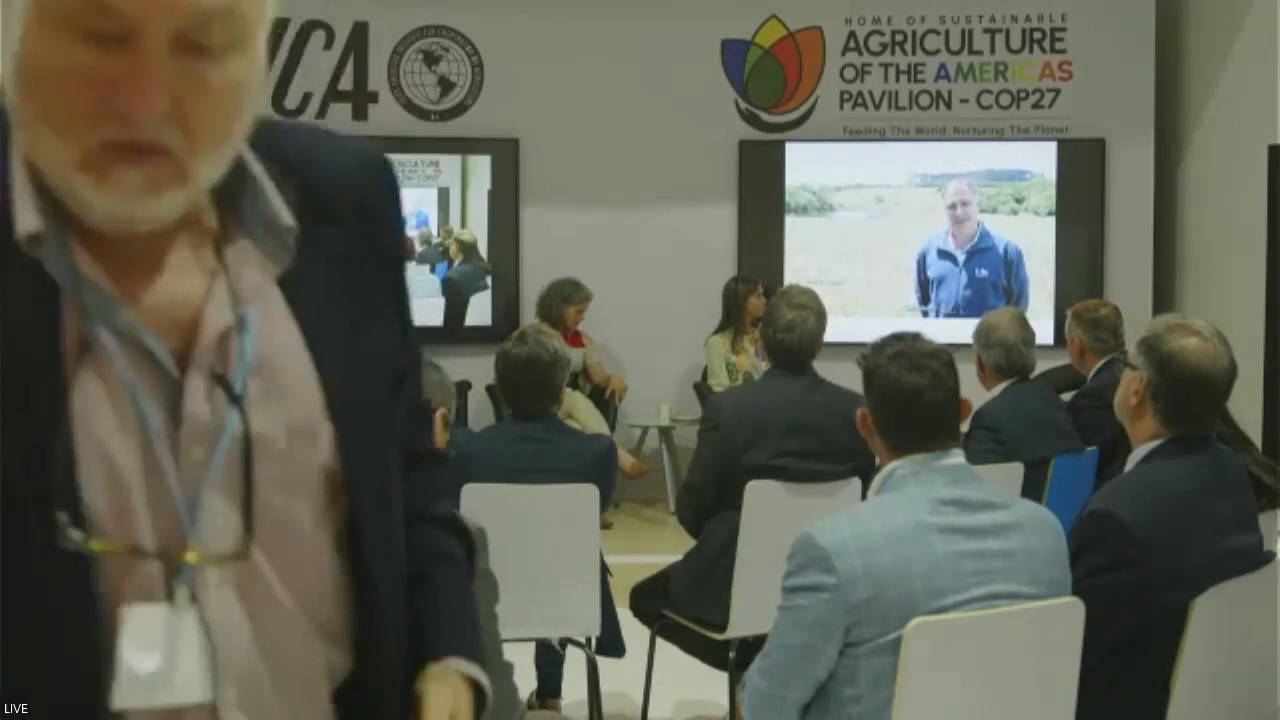 ICA
HOME OF SUSTAINABLE
AGRICULTURE
OF THE AMERICAS
PAVILION - COP27
Feeding The World. Nurturing The Planet
LIVE